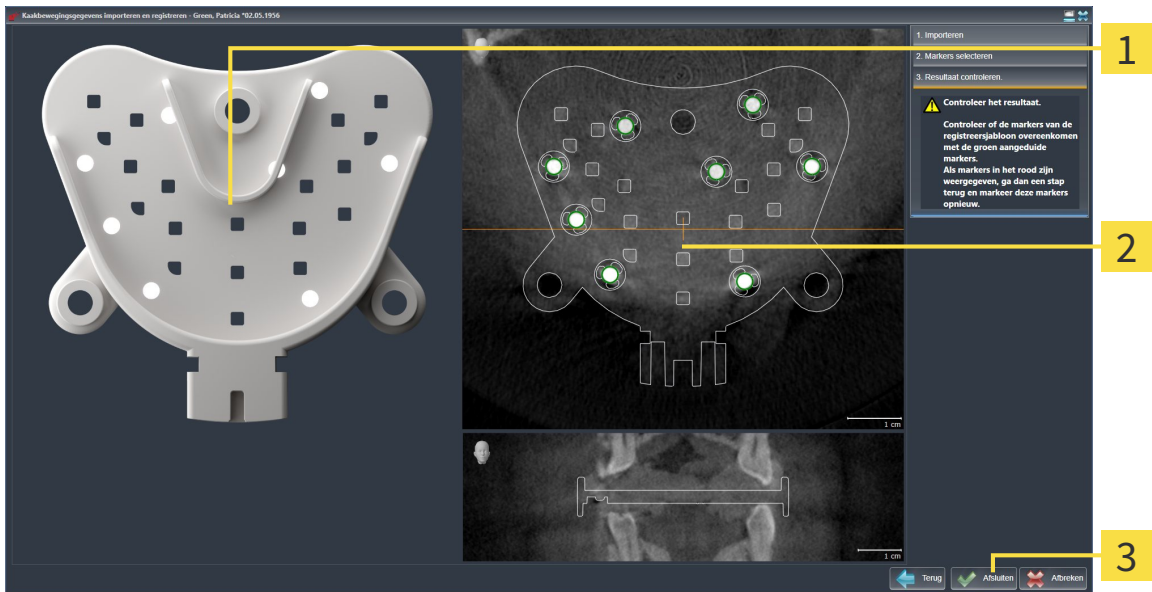 Kaakbewegingsgegevens importeren en registreren - Green, Patricia *02.05.1956
1. Importeren
2. Markers selecteren
3. Resultaat controleren.
Controleer het resultaat.
Controleer of de markers van de
registreersjabloon overeenkomen
met de groen aangeduide
markers.
Als markers in het rood zijn
weergegeven, ga dan een stap
terug en markeer deze markers
opnieuw.
1
2
1 cm
1 cm
3
Terug
Afsluiten
Afbreken